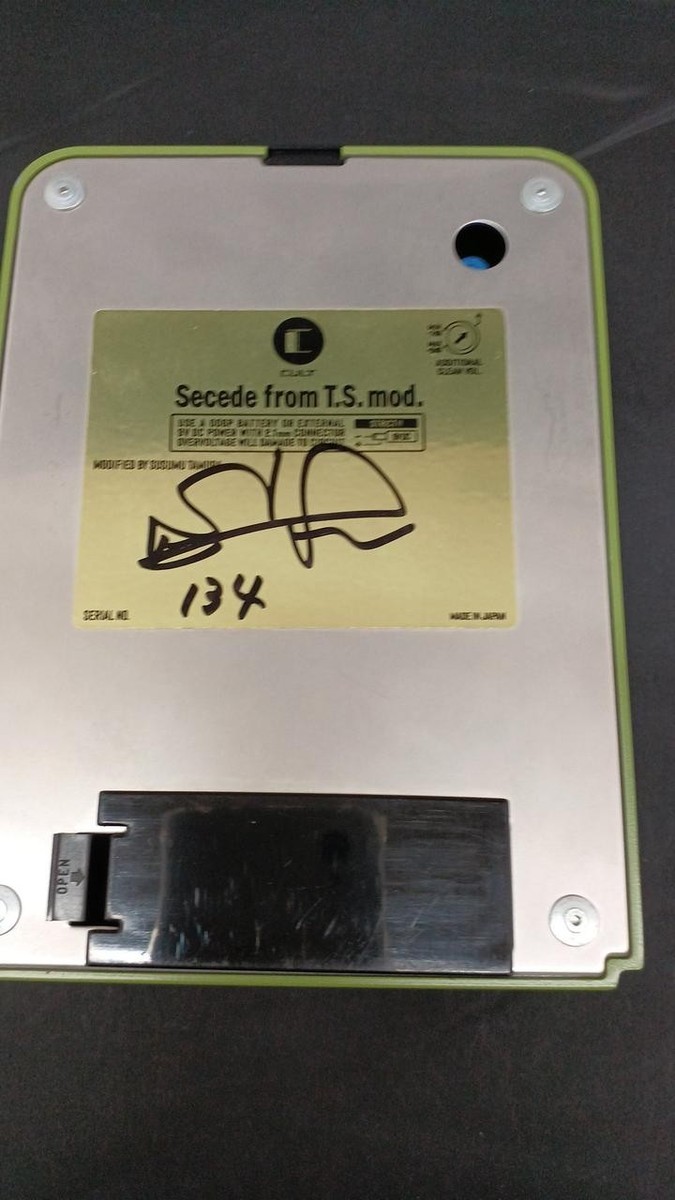 CULT
ADDITIONAL
CLEAN VOL.
Secede from T.S. mod.
USE A 006P BATTERY OR EXTERNAL
9V DC POWER WITH 2.1mm CONNECTOR
OVERVOLTAGE WILL DAMAGE TO CIRCUIT
MODIFIED BY SUSUMU TAMURA
134
SERIAL NO.
MADE IN JAPAN
OPEN